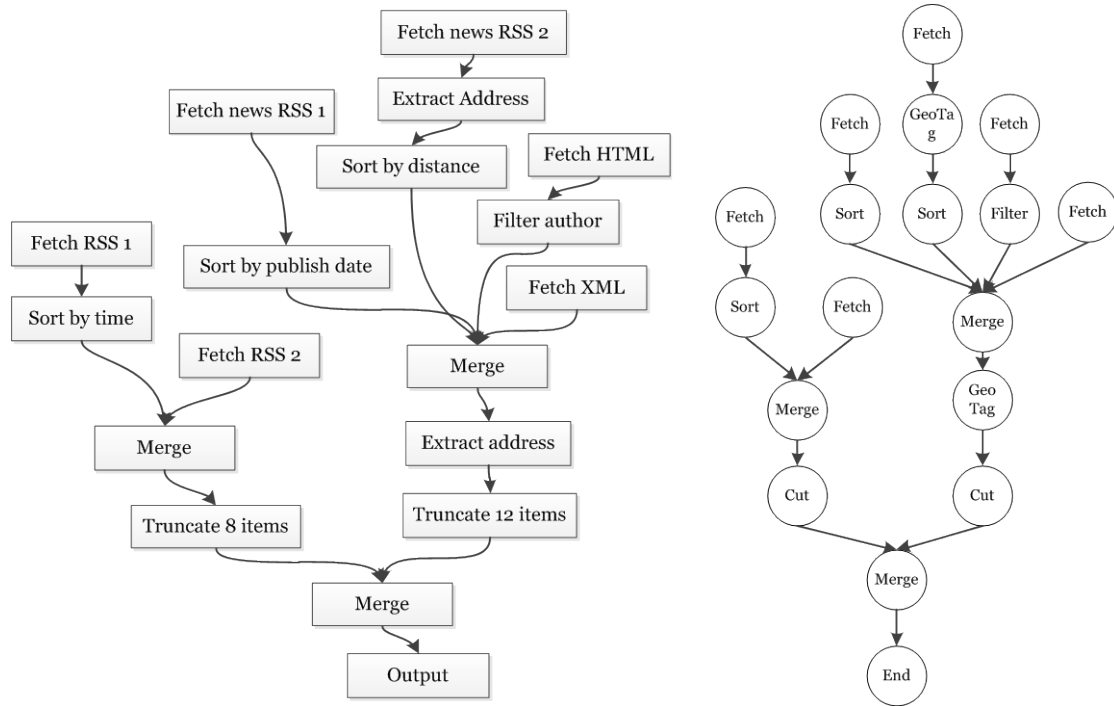 Fetch news RSS 2
Extract Address
Fetch news RSS 1
Sort by distance
Fetch HTML
Filter author
Fetch RSS 1
Sort by publish date
Fetch XML
Sort by time
Fetch RSS 2
Merge
Merge
Extract address
Truncate 8 items
Truncate 12 items
Merge
Output
Fetch
Fetch
GeoTa
g
Fetch
Fetch
Sort
Sort
Filter
Fetch
Sort
Fetch
Merge
Merge
Geo
Tag
Cut
Cut
Merge
End